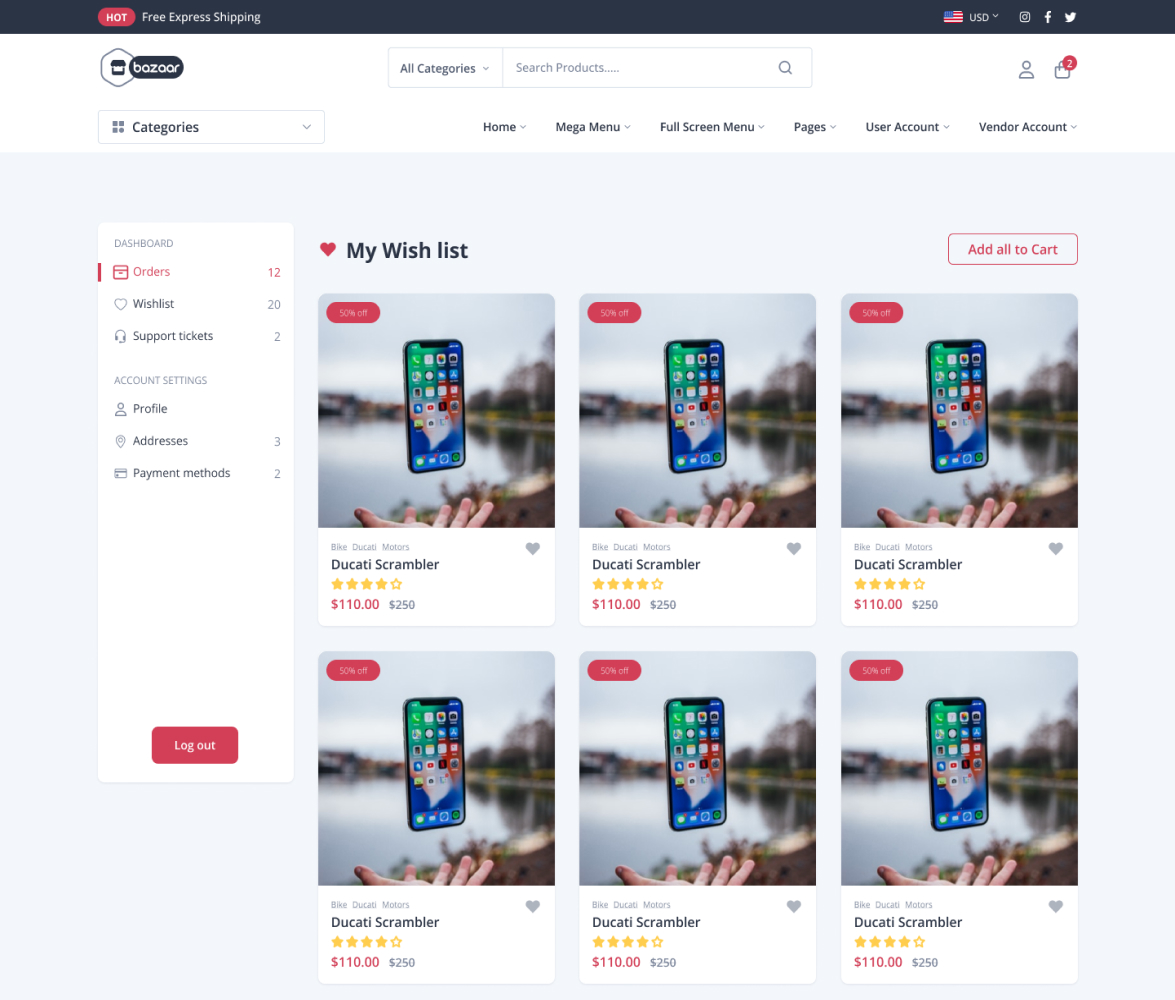 HOT Free Express Shipping USD
bazaar
All Categories Search Products..... 2
Categories Home Mega Menu Full Screen Menu Pages User Account Vendor Account
DASHBOARD
Orders 12
Wishlist 20
Support tickets 2
ACCOUNT SETTINGS
Profile
Addresses 3
Payment methods 2
Log out
My Wish list Add all to Cart
50% off 50% off 50% off
Bike Ducati Motors Bike Ducati Motors Bike Ducati Motors
Ducati Scrambler Ducati Scrambler Ducati Scrambler
$110.00 $250 $110.00 $250 $110.00 $250
50% off 50% off 50% off
Bike Ducati Motors Bike Ducati Motors Bike Ducati Motors
Ducati Scrambler Ducati Scrambler Ducati Scrambler
$110.00 $250 $110.00 $250 $110.00 $250